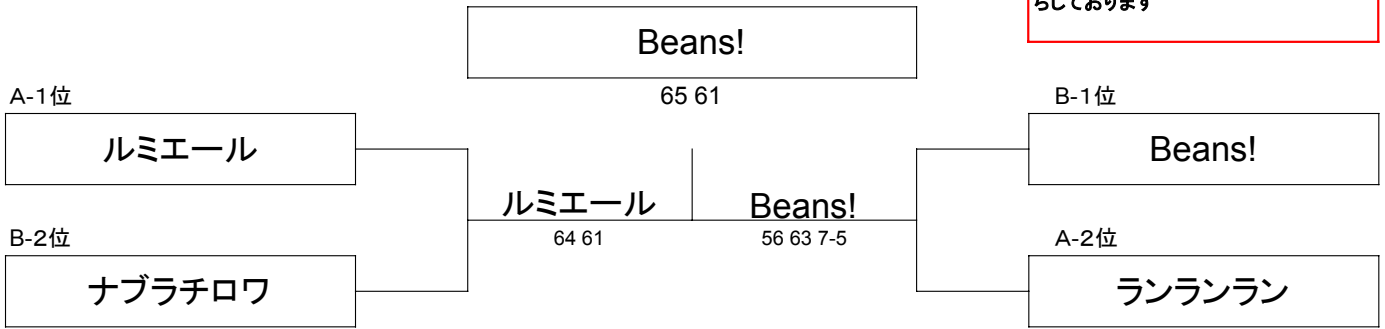 らしております
Beans!
65 61
A-1位
B-1位
ルミエール
Beans!
ルミエール
Beans!
64 61
56 63 7-5
B-2位
A-2位
ナブラチロワ
ランランラン